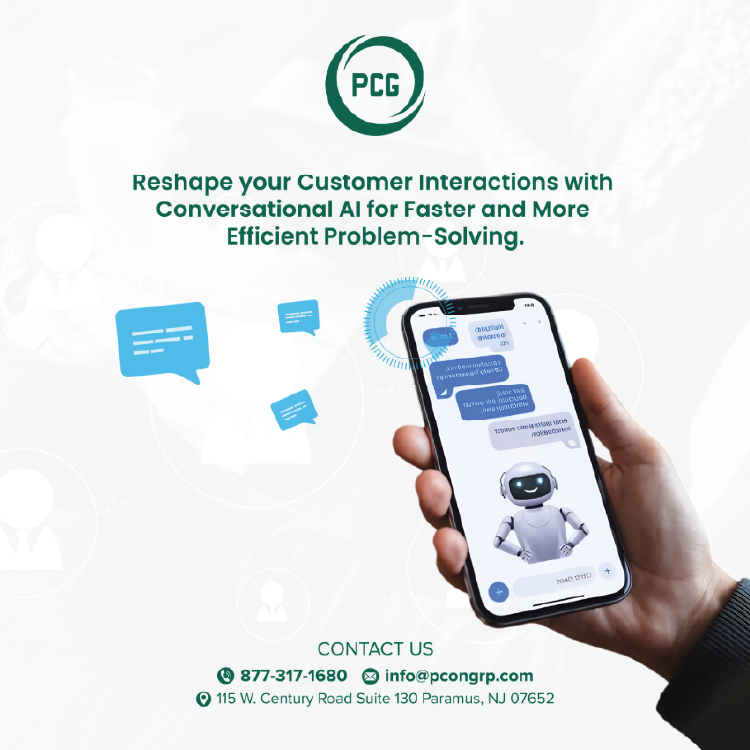 PCG
Reshape your Customer Interactions with
Conversational AI for Faster and More
Efficient Problem-Solving.
CONTACT US
877-317-1680 info@pcongrp.com
115 W. Century Road Suite 130 Paramus, NJ 07652